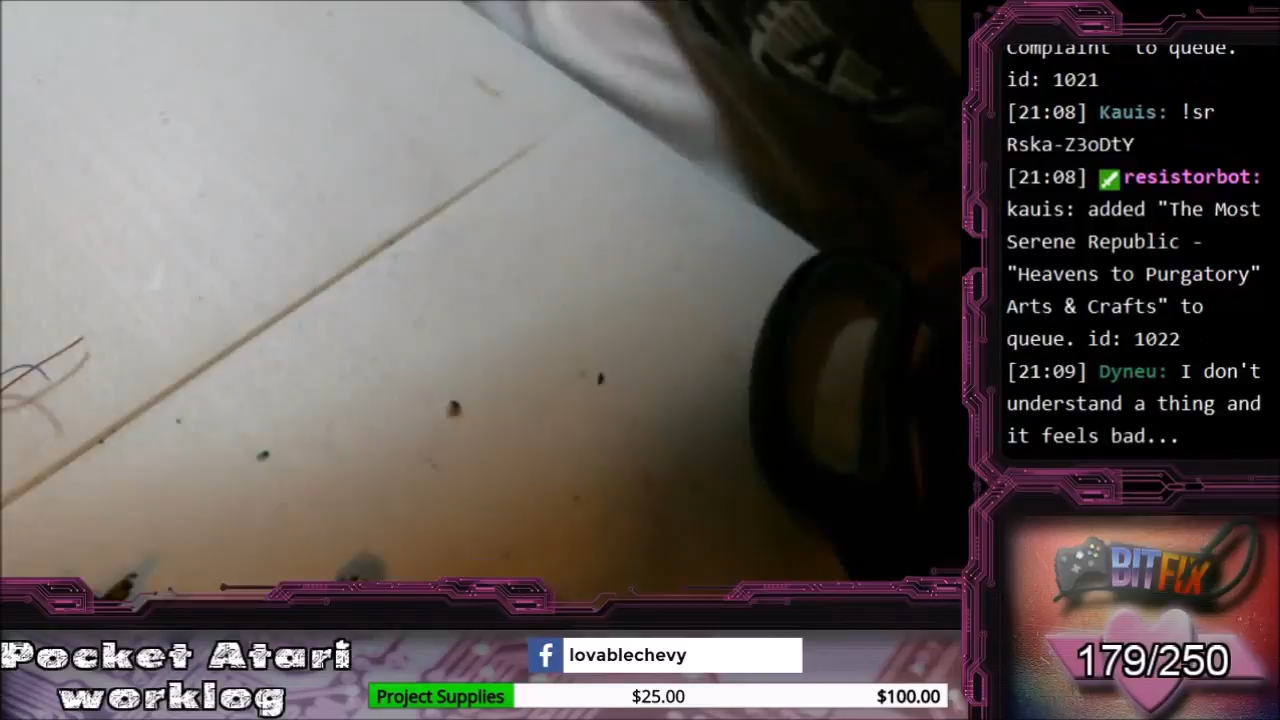 Complaint" to queue.
id: 1021
[21:08] Kauis: !sr
Rska-Z3oDtY
[21:08] resistorbot:
kauis: added "The Most
Serene Republic -
"Heavens to Purgatory"
Arts & Crafts" to
queue. id: 1022
[21:09] Dyneu: I don't
understand a thing and
it feels bad...
BITFIX
179/250
Pocket Atari
worklog
f lovablechevy
Project Supplies $25.00 $100.00